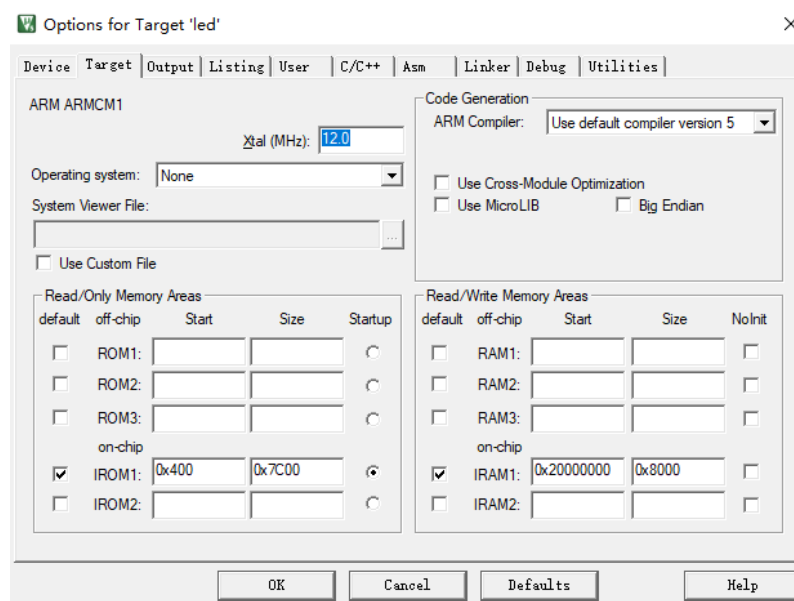 Options for Target 'led'
Device Target Output Listing User C/C++ Asm Linker Debug Utilities
ARM ARMCM1
Xtal (MHz): 12.0
Operating system: None
System Viewer File:
...
Use Custom File
Code Generation
ARM Compiler: Use default compiler version 5
Use Cross-Module Optimization
Use MicroLIB Big Endian
Read/Only Memory Areas
default off-chip Start Size Startup
ROM1:
ROM2:
ROM3:
on-chip
IROM1: 0x400 0x7C00
IROM2:
Read/Write Memory Areas
default off-chip Start Size NoInit
RAM1:
RAM2:
RAM3:
on-chip
IRAM1: 0x20000000 0x8000
IRAM2:
OK Cancel Defaults Help